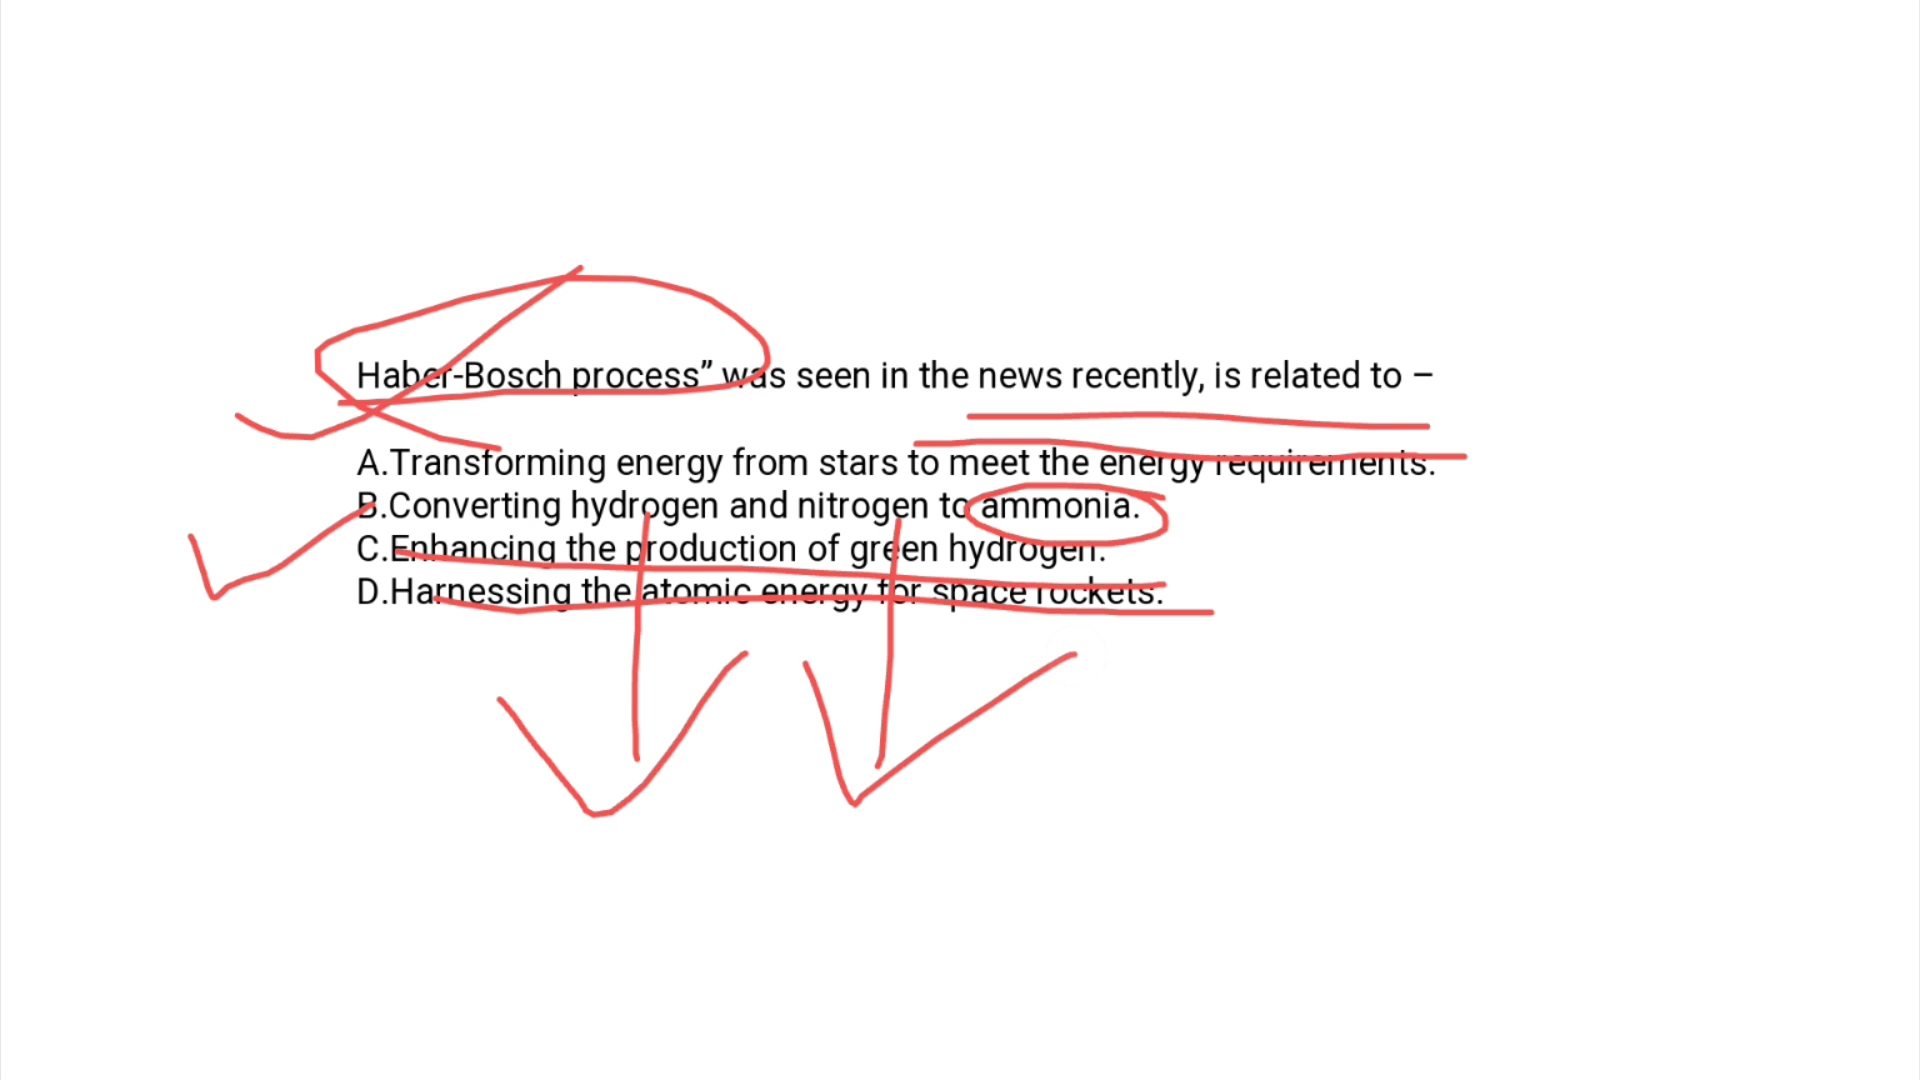 Haber-Bosch process” was seen in the news recently, is related to –
A.Transforming energy from stars to meet the energy requirements.
B.Converting hydrogen and nitrogen to ammonia.
C.Enhancing the production of green hydrogen.
D.Harnessing the atomic energy for space rockets.